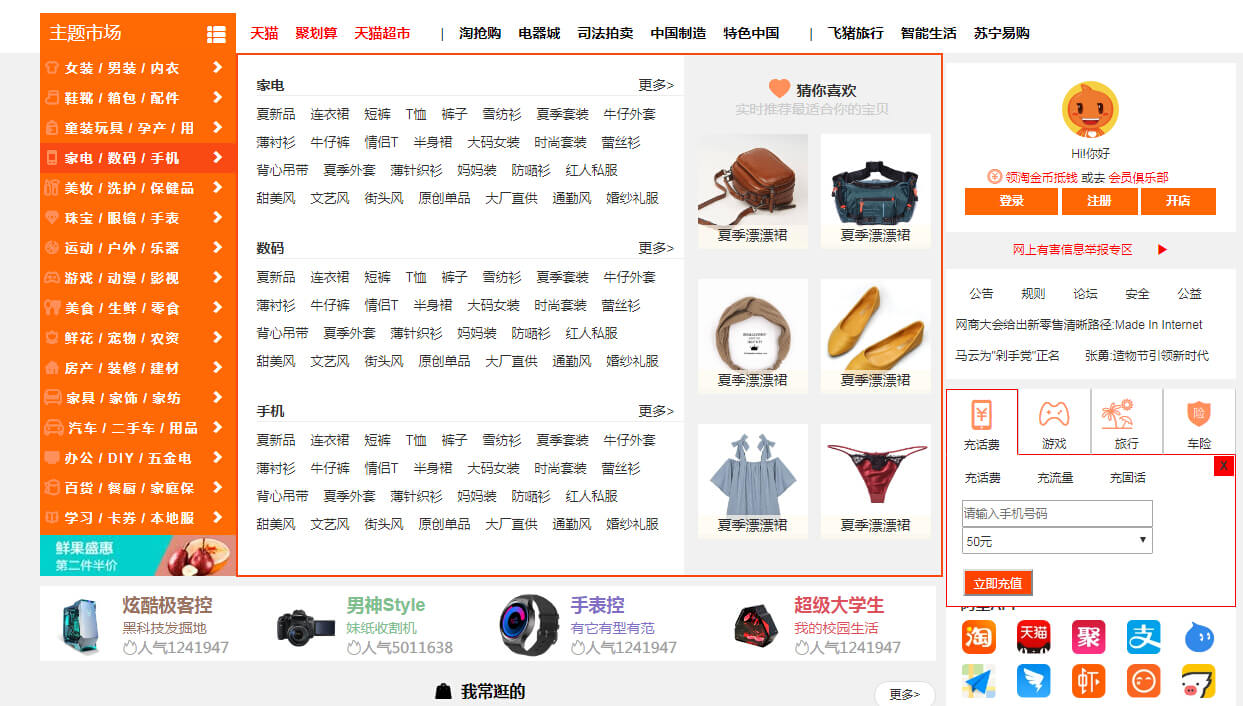 主题市场
天猫 聚划算 天猫超市 | 淘抢购 电器城 司法拍卖 中国制造 特色中国 | 飞猪旅行 智能生活 苏宁易购
女装 / 男装 / 内衣
鞋靴 / 箱包 / 配件
童装玩具 / 孕产 / 用
家电 / 数码 / 手机
美妆 / 洗护 / 保健品
珠宝 / 眼镜 / 手表
运动 / 户外 / 乐器
游戏 / 动漫 / 影视
美食 / 生鲜 / 零食
鲜花 / 宠物 / 农资
房产 / 装修 / 建材
家具 / 家饰 / 家纺
汽车 / 二手车 / 用品
办公 / DIY / 五金电
百货 / 餐厨 / 家庭保
学习 / 卡券 / 本地服
鲜果盛惠
第二件半价
家电 更多>
夏新品 连衣裙 短裤 T恤 裤子 雪纺衫 夏季套装 牛仔外套
薄衬衫 牛仔裤 情侣T 半身裙 大码女装 时尚套装 蕾丝衫
背心吊带 夏季外套 薄针织衫 妈妈装 防晒衫 红人私服
甜美风 文艺风 街头风 原创单品 大厂直供 通勤风 婚纱礼服
数码 更多>
夏新品 连衣裙 短裤 T恤 裤子 雪纺衫 夏季套装 牛仔外套
薄衬衫 牛仔裤 情侣T 半身裙 大码女装 时尚套装 蕾丝衫
背心吊带 夏季外套 薄针织衫 妈妈装 防晒衫 红人私服
甜美风 文艺风 街头风 原创单品 大厂直供 通勤风 婚纱礼服
手机 更多>
夏新品 连衣裙 短裤 T恤 裤子 雪纺衫 夏季套装 牛仔外套
薄衬衫 牛仔裤 情侣T 半身裙 大码女装 时尚套装 蕾丝衫
背心吊带 夏季外套 薄针织衫 妈妈装 防晒衫 红人私服
甜美风 文艺风 街头风 原创单品 大厂直供 通勤风 婚纱礼服
猜你喜欢
实时推荐最适合你的宝贝
夏季漂漂裙 夏季漂漂裙
夏季漂漂裙 夏季漂漂裙
夏季漂漂裙 夏季漂漂裙
Hi!你好
领淘金币抵钱 或去 会员俱乐部
登录 注册 开店
网上有害信息举报专区
公告 规则 论坛 安全 公益
网商大会给出新零售清晰路径:Made In Internet
马云为"剁手党"正名 张勇:造物节引领新时代
充话费 游戏 旅行 险 车险
X
充话费 充流量 充固话
请输入手机号码
50元
立即充值
淘 天猫 聚 支
虾
炫酷极客控
黑科技发掘地
人气1241947
男神Style
妹纸收割机
人气5011638
手表控
有它有型有范
人气1241947
超级大学生
我的校园生活
人气1241947
我常逛的 更多>